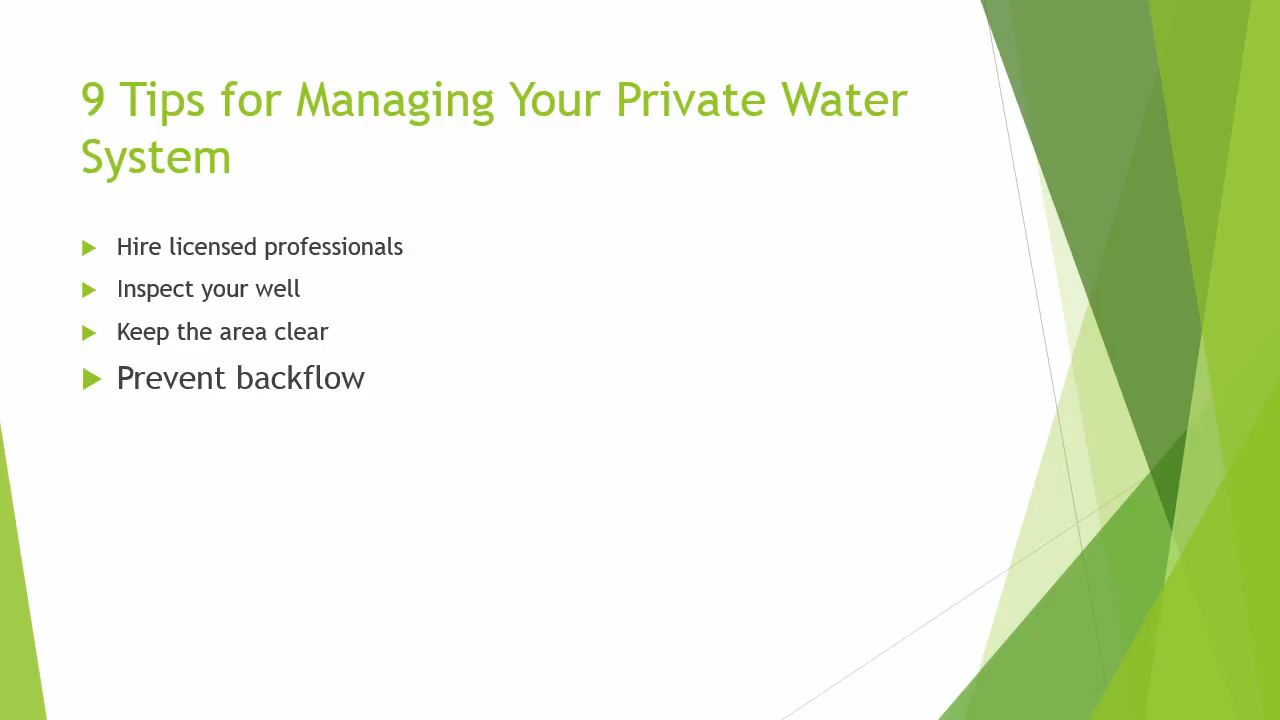 9 Tips for Managing Your Private Water
System
Hire licensed professionals
Inspect your well
Keep the area clear
Prevent backflow